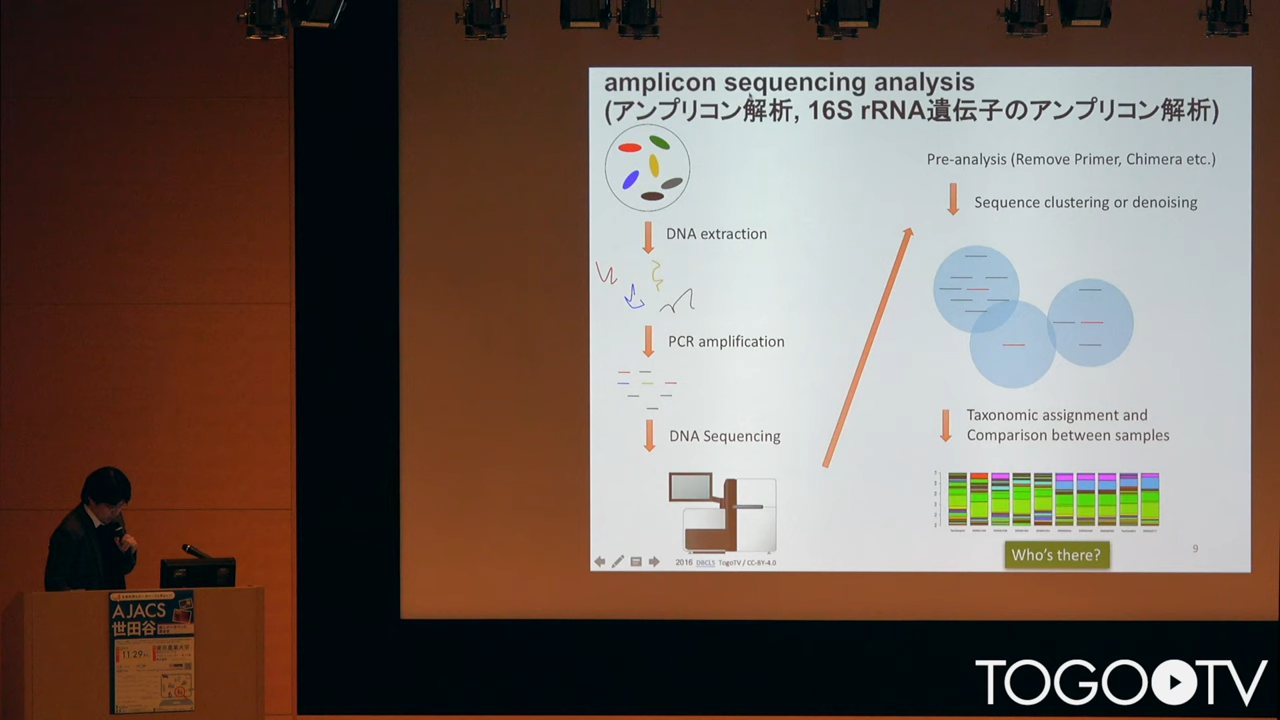 amplicon sequencing analysis
(アンプリコン解析, 16S rRNA遺伝子のアンプリコン解析)
DNA extraction
PCR amplification
DNA Sequencing
2016 DBCLS TogoTV / CC-BY-4.0
Pre-analysis (Remove Primer, Chimera etc.)
Sequence clustering or denoising
Taxonomic assignment and
Comparison between samples
Who's there?
9
AJACS
世田谷
11.29
TOGOTV